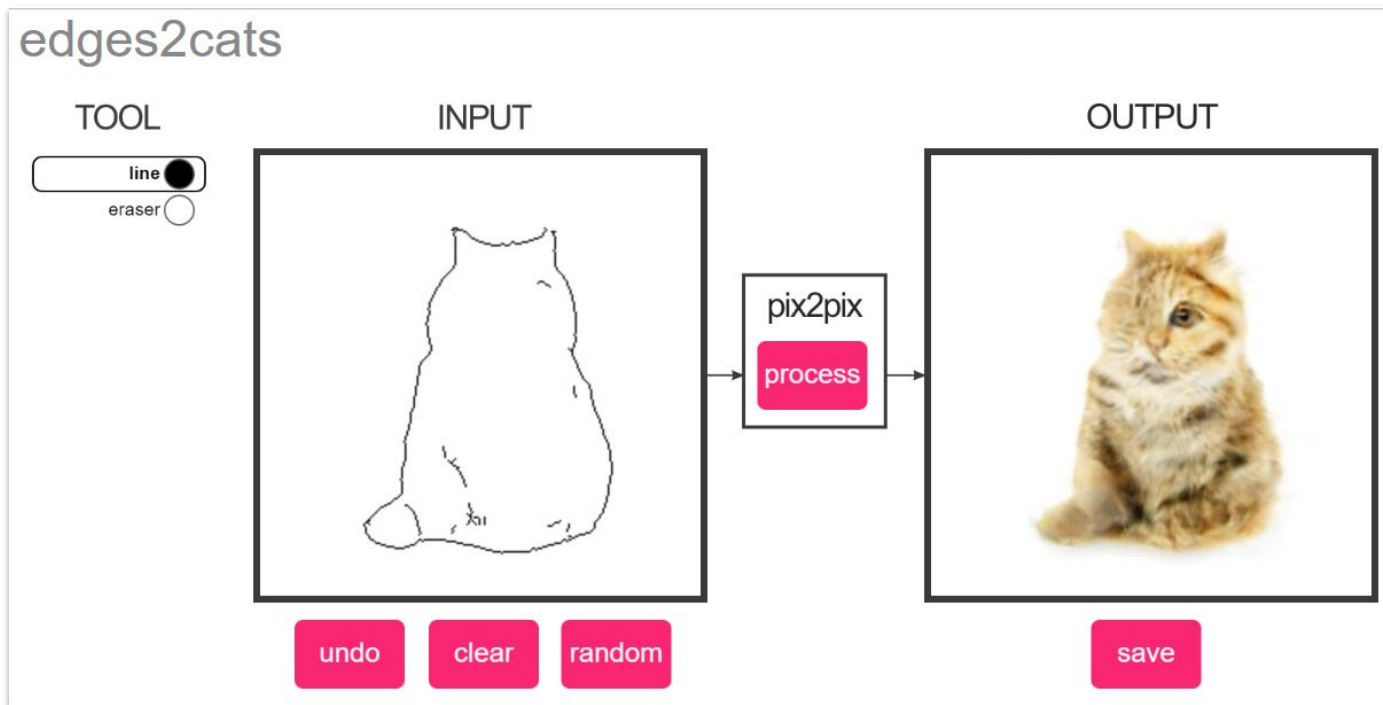 edges2cats
TOOL
INPUT
OUTPUT
line
eraser
pix2pix
process
undo
clear
random
save